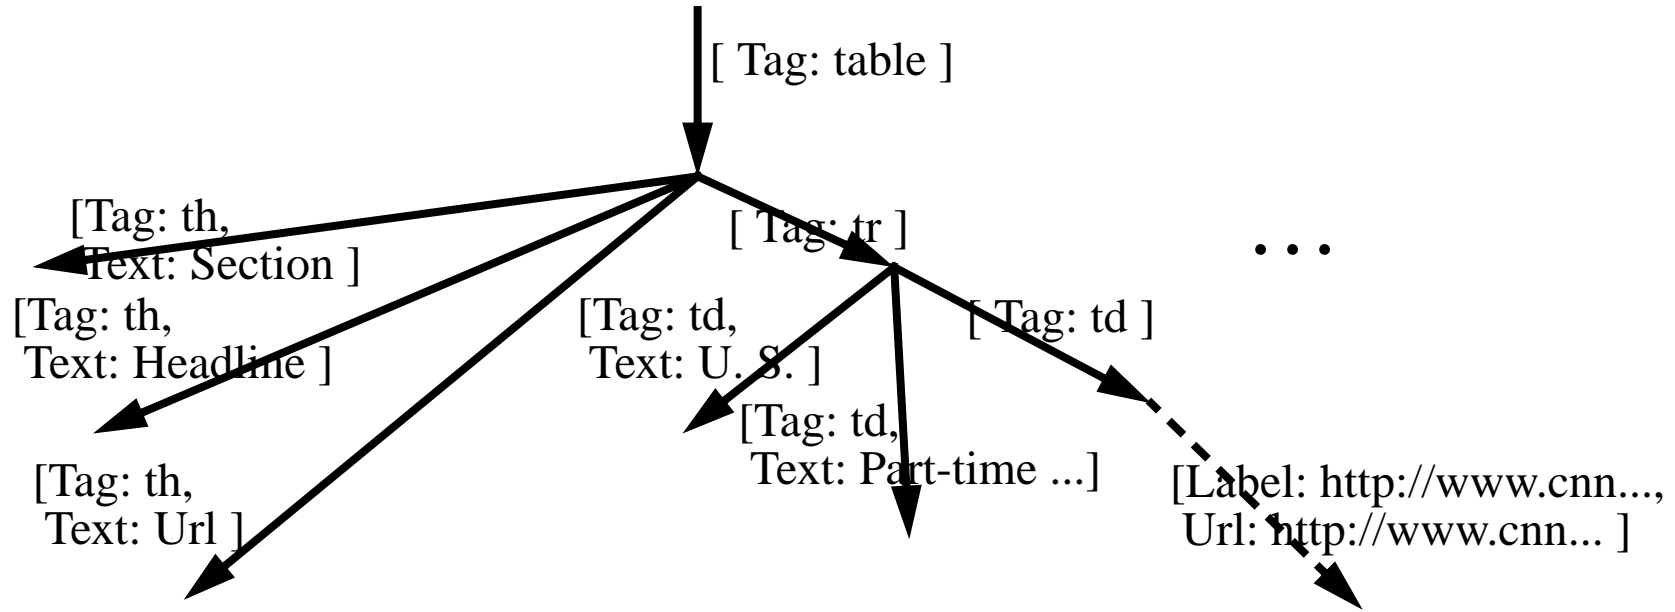 [ Tag: table ]
[Tag: th,
Text: Section ]
[ Tag: tr ]
. . .
[Tag: th,
Text: Headline ]
[Tag: td,
Text: U. S. ]
[ Tag: td ]
[Tag: td,
Text: Part-time ...]
[Tag: th,
Text: Url ]
[Label: http://www.cnn...,
Url: http://www.cnn... ]